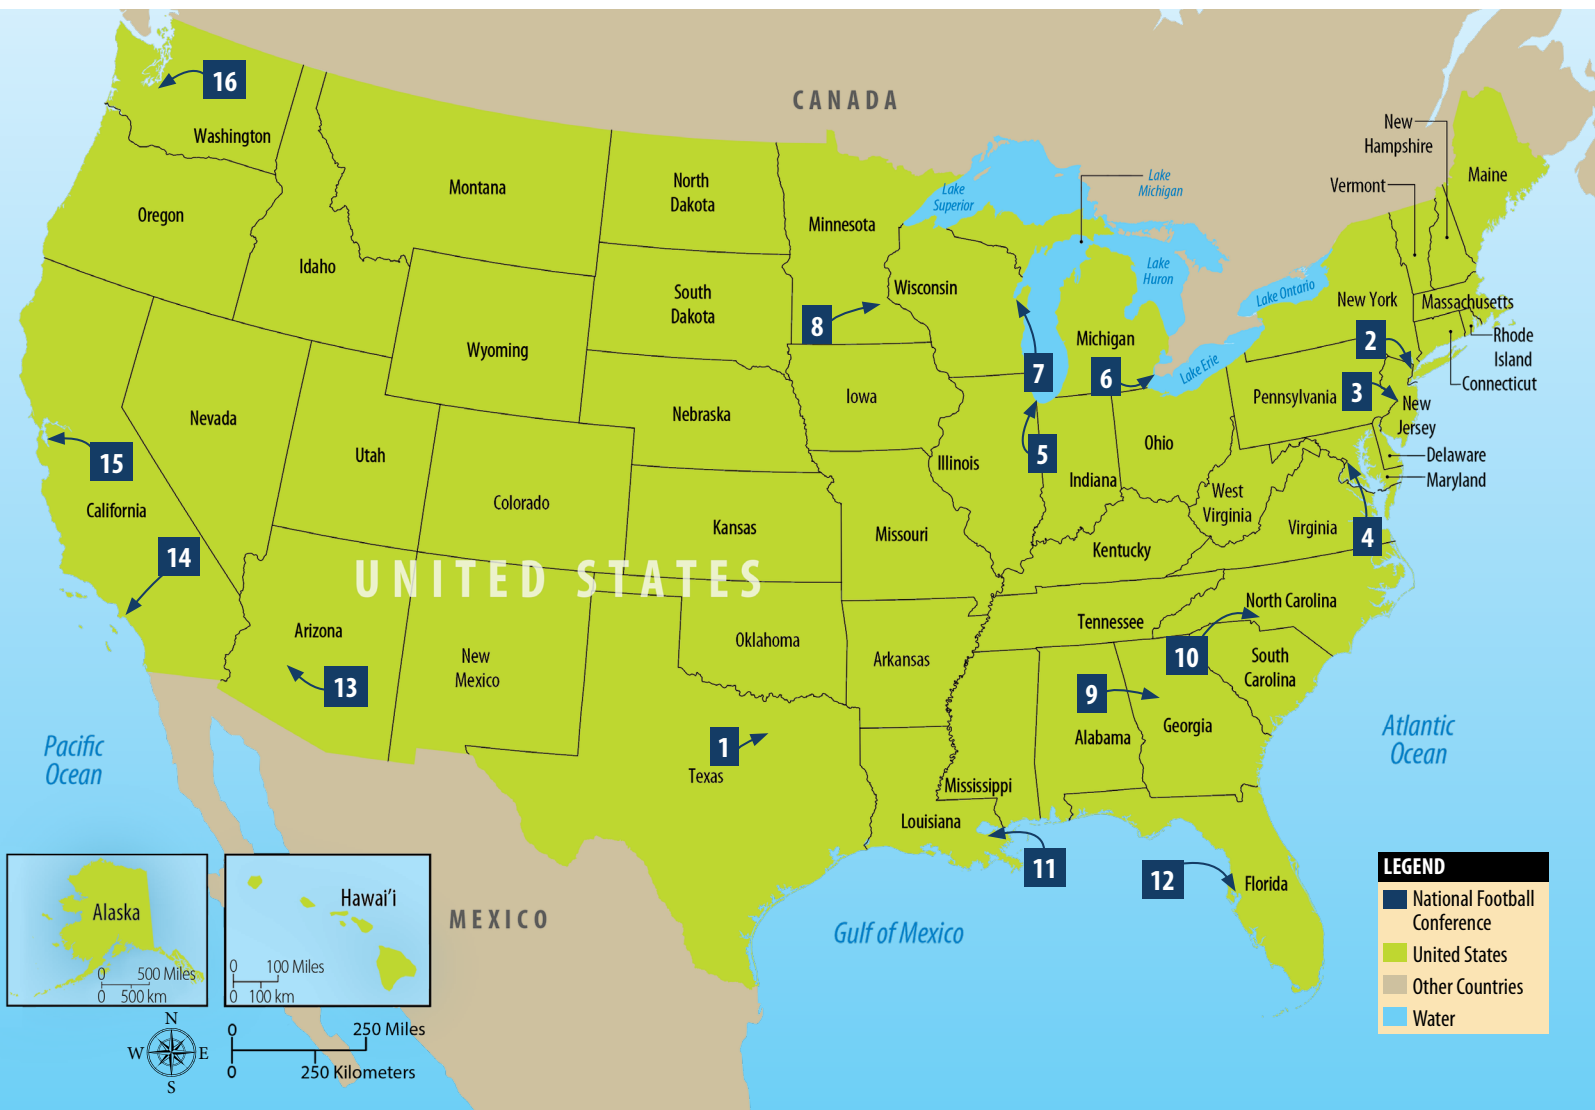 CANADA
16
Washington
Montana
North
Dakota
Minnesota
Lake
Superior
Lake
Michigan
New
Hampshire
Vermont
Maine
Oregon
Idaho
South
Dakota
Wisconsin
Lake
Huron
Lake Ontario
New York
Massachusetts
8
Wyoming
Michigan
2
Rhode
Island
7
6
Lake Erie
Connecticut
Nevada
Nebraska
Iowa
Pennsylvania
3
New
Jersey
15
Utah
Illinois
5
Ohio
Delaware
Indiana
Maryland
California
Colorado
Kansas
Missouri
West
Virginia
Virginia
4
14
Kentucky
UNITED STATES
Arizona
New
Mexico
Oklahoma
Arkansas
Tennessee
North Carolina
10
South
Carolina
13
9
Georgia
Alabama
1
Texas
Pacific
Ocean
Atlantic
Ocean
Mississippi
Louisiana
11
12
Florida
MEXICO
Gulf of Mexico
Alaska
0 500 Miles
0 500 km
Hawai’i
0 100 Miles
0 100 km
N
W E
S
0 250 Miles
0 250 Kilometers
LEGEND
National Football
Conference
United States
Other Countries
Water